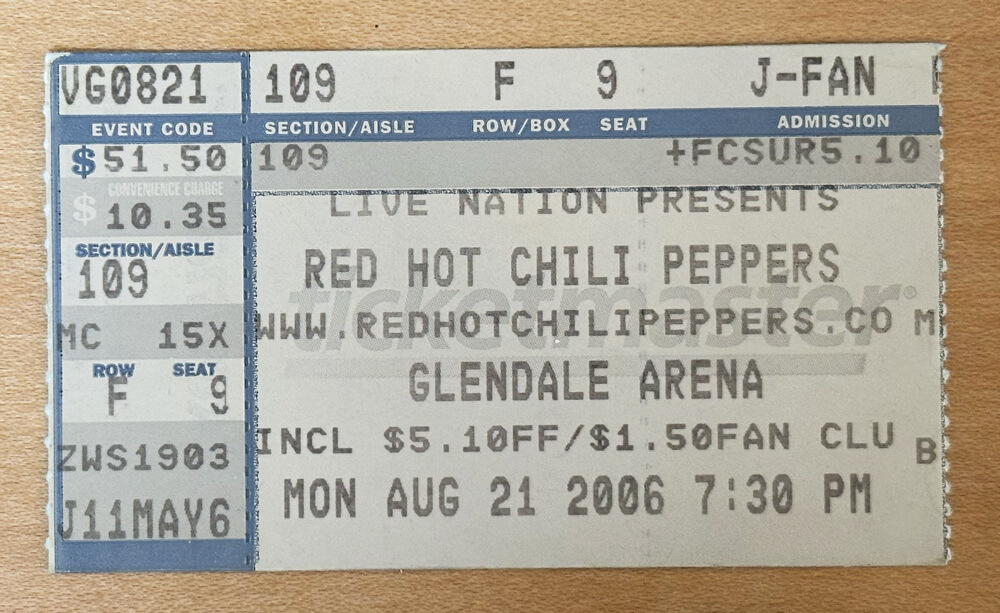 VG0821
EVENT CODE
$51.50
CONVENIENCE CHARGE
$ 10.35
SECTION/AISLE
109
MC 15X
ROW SEAT
F 9
ZWS1903
J11MAY6
109 F 9 J-FAN
SECTION/AISLE ROW/BOX SEAT ADMISSION
109 +FCSUR5.10
LIVE NATION PRESENTS
RED HOT CHILI PEPPERS
ticketmaster®
WWW.REDHOTCHILIPEPPERS.CO M
GLENDALE ARENA
INCL $5.10FF/$1.50FAN CLU B
MON AUG 21 2006 7:30 PM